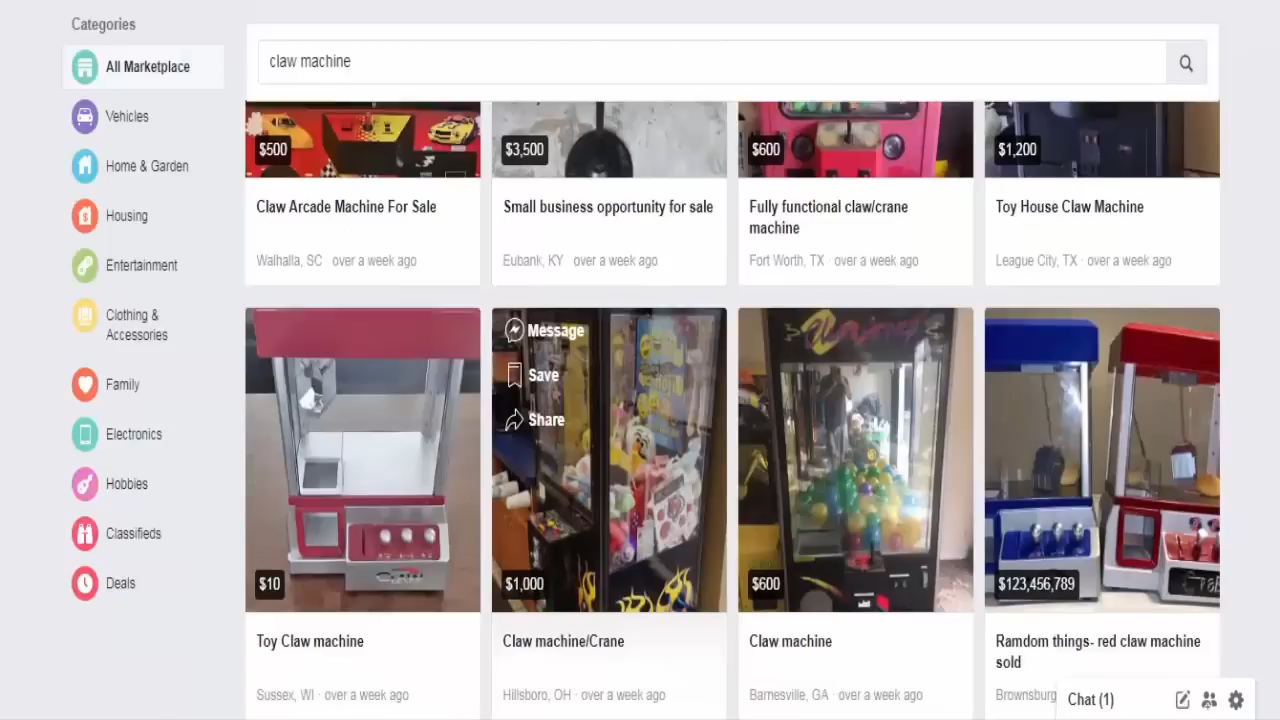 Categories
All Marketplace
Vehicles
Home & Garden
Housing
Entertainment
Clothing &
Accessories
Family
Electronics
Hobbies
Classifieds
Deals
claw machine
$500
Claw Arcade Machine For Sale
Walhalla, SC · over a week ago
$3,500
Small business opportunity for sale
Eubank, KY · over a week ago
$600
Fully functional claw/crane
machine
Fort Worth, TX · over a week ago
$1,200
Toy House Claw Machine
League City, TX · over a week ago
$10
Toy Claw machine
Sussex, WI · over a week ago
Message
Save
Share
$1,000
Claw machine/Crane
Hillsboro, OH · over a week ago
$600
Claw machine
Barnesville, GA · over a week ago
$123,456,789
Ramdom things- red claw machine
sold
Brownsburg
Chat (1)